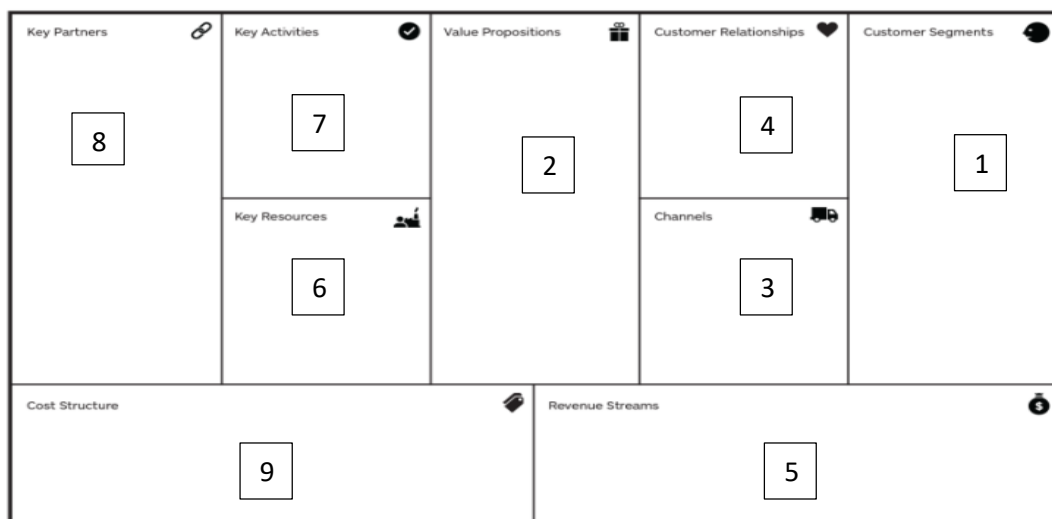 Key Partners
Key Activities
Value Propositions
Customer Relationships
Customer Segments
8
7
2
4
1
Key Resources
Channels
6
3
Cost Structure
Revenue Streams
$
9
5